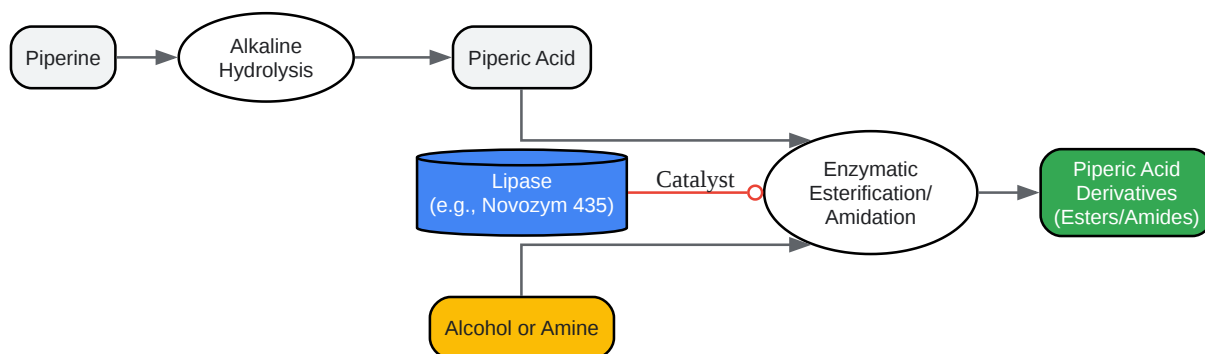 Piperine
Alkaline
Hydrolysis
Piperic Acid
Lipase
(e.g., Novozym 435)
Catalyst
Enzymatic
Esterification/
Amidation
Piperic Acid
Derivatives
(Esters/Amides)
Alcohol or Amine